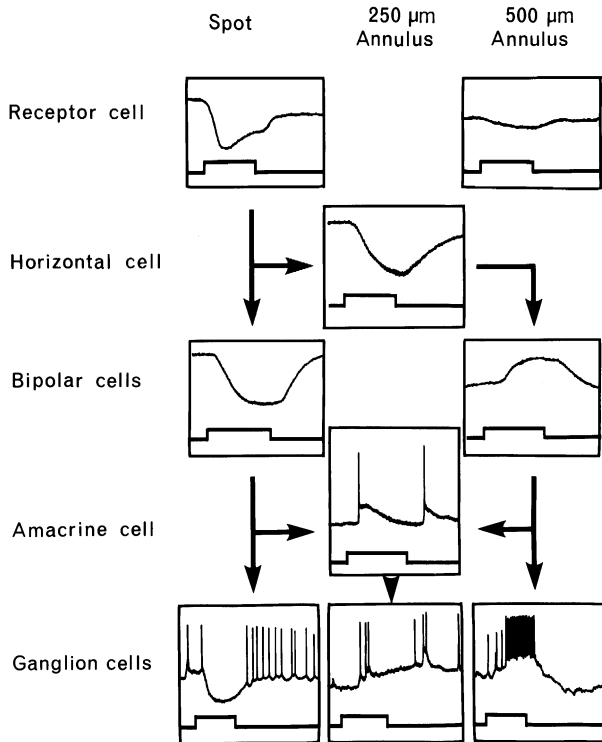 Spot
250 µm
Annulus
500 µm
Annulus
Receptor cell
Horizontal cell
Bipolar cells
Amacrine cell
Ganglion cells